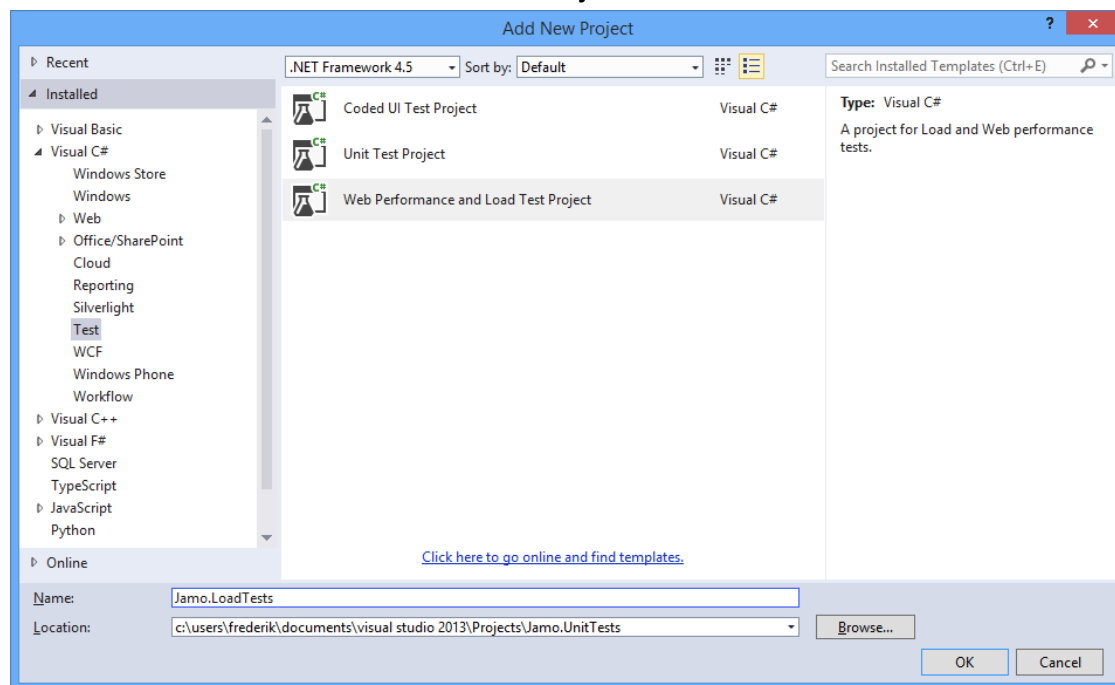 Add New Project
?
Recent
Installed
Visual Basic
Visual C#
Windows Store
Windows
Web
Office/SharePoint
Cloud
Reporting
Silverlight
Test
WCF
Windows Phone
Workflow
Visual C++
Visual F#
SQL Server
TypeScript
JavaScript
Python
Online
.NET Framework 4.5
Sort by: Default
C# Coded UI Test Project Visual C#
C# Unit Test Project Visual C#
C# Web Performance and Load Test Project Visual C#
Click here to go online and find templates.
Search Installed Templates (Ctrl+E)
Type: Visual C#
A project for Load and Web performance
tests.
Name: Jamo.LoadTests
Location: c:\users\frederik\documents\visual studio 2013\Projects\Jamo.UnitTests
Browse...
OK
Cancel